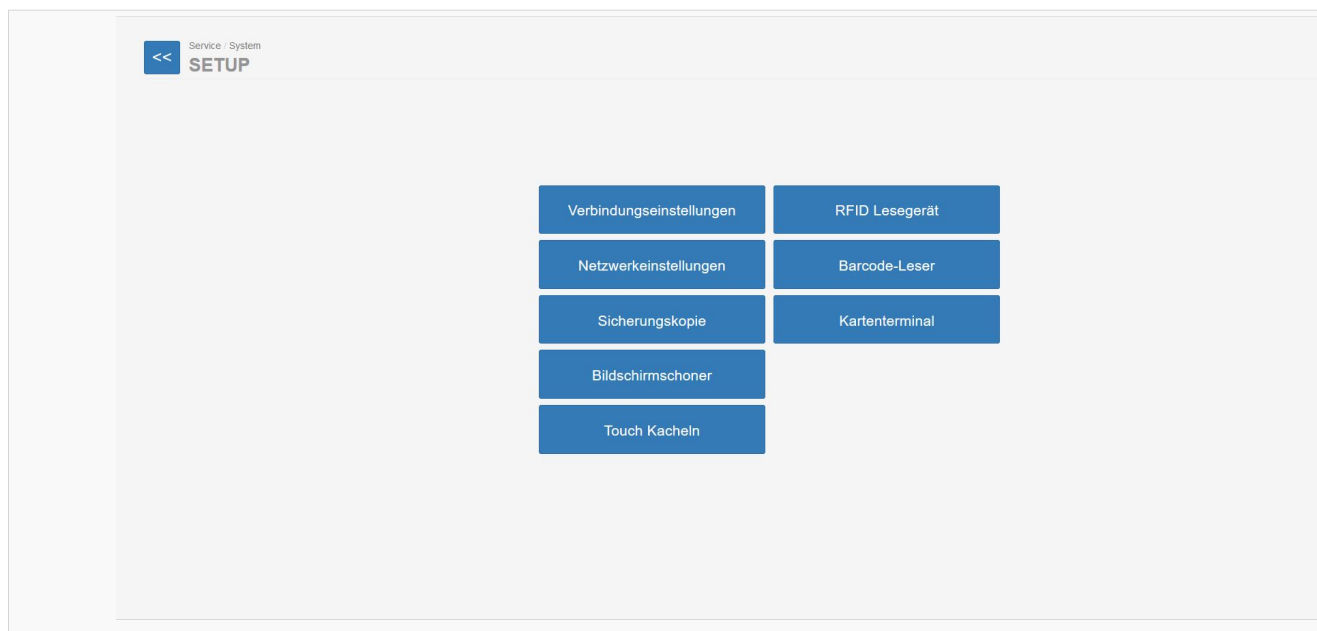 <<
Service / System
SETUP
Verbindungseinstellungen
RFID Lesegerät
Netzwerkeinstellungen
Barcode-Leser
Sicherungskopie
Kartenterminal
Bildschirmschoner
Touch Kacheln